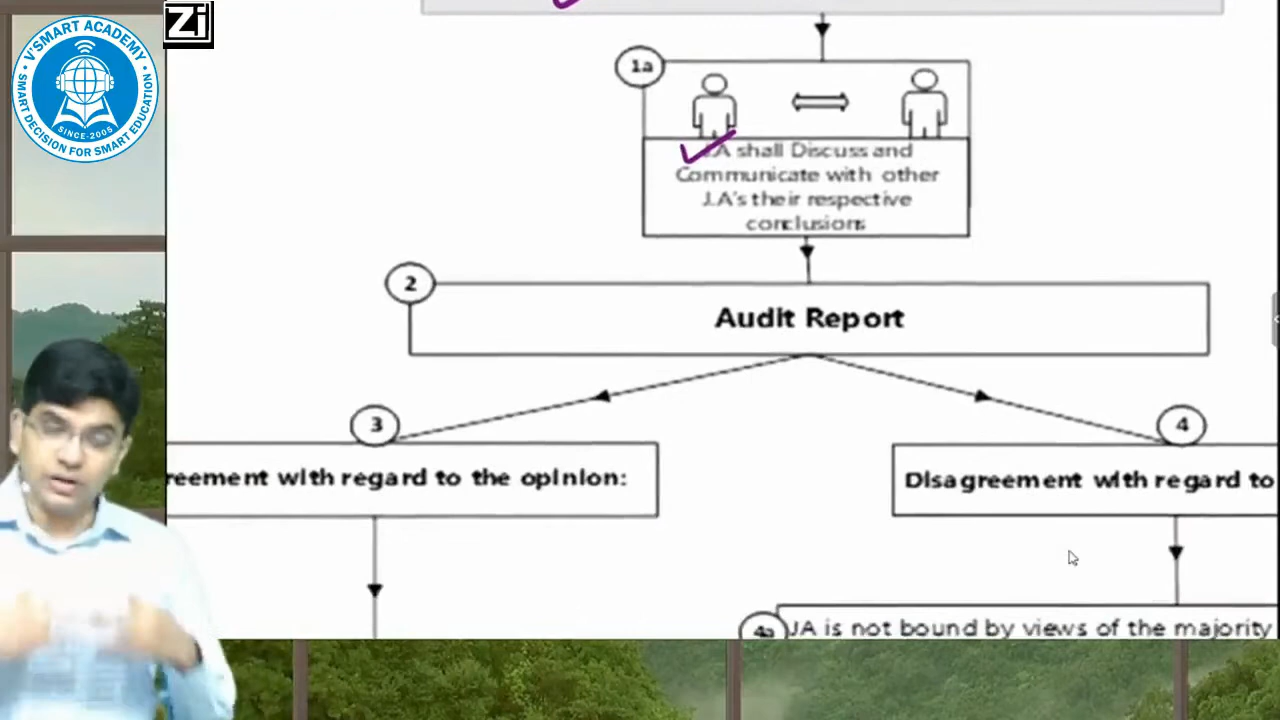 V'SMART ACADEMY
SINCE-2005
SMART DECISION FOR SMART EDUCATION
Zi
1a
J.A shall Discuss and
Communicate with other
J.A's their respective
conclusions
2
Audit Report
3
reement with regard to the opinion:
4
Disagreement with regard to
4a
JA is not bound by views of the majority